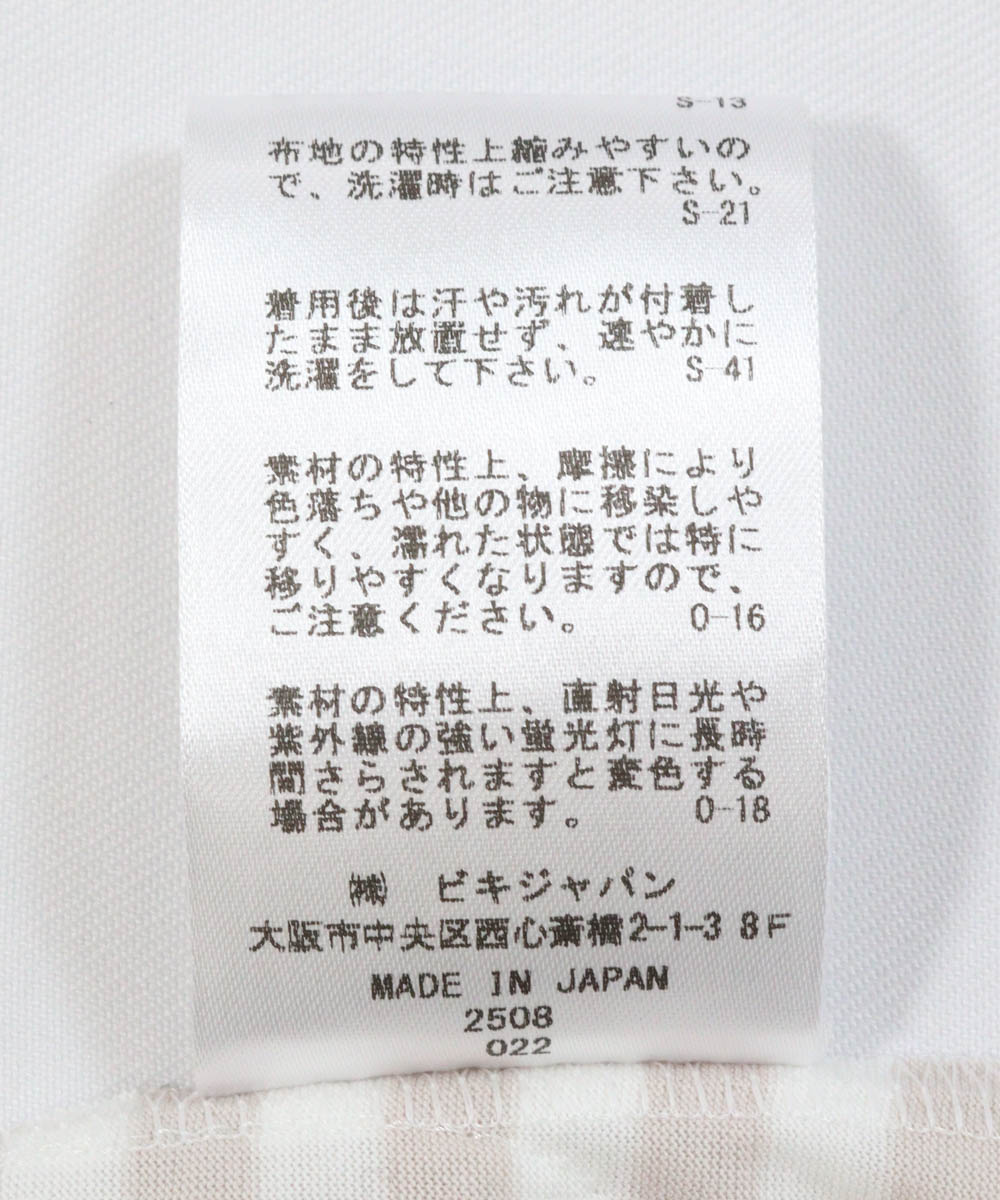 S-13
布地の特性上縮みやすいの
で、洗濯時はご注意下さい。
S-21
着用後は汗や汚れが付着し
たまま放置せず、速やかに
洗濯をして下さい。 S-41
素材の特性上、摩擦により
色落ちや他の物に移染しや
すく、濡れた状態では特に
移りやすくなりますので、
ご注意ください。 0-16
素材の特性上、直射日光や
紫外線の強い蛍光灯に長時
間さらされますと変色する
場合があります。 0-18
㈱ ビキジャパン
大阪市中央区西心斎橋2-1-3 8F
MADE IN JAPAN
2508
022